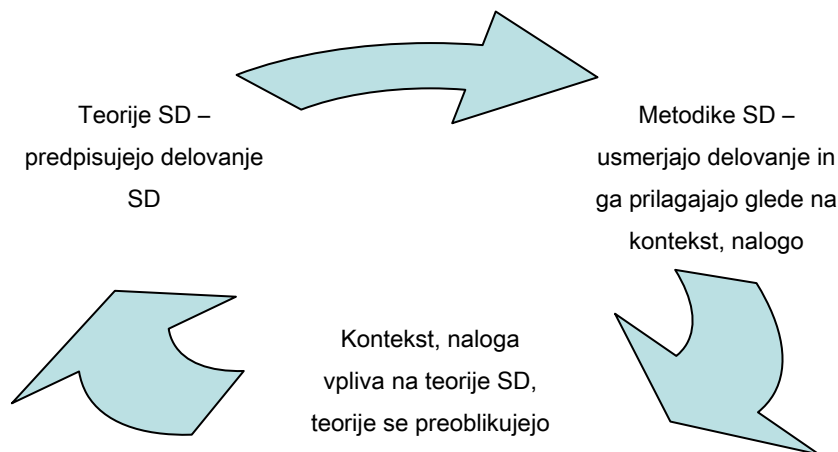 Teorije SD –
predpisujejo delovanje
SD
Metodike SD –
usmerjajo delovanje in
ga prilagajajo glede na
kontekst, nalogo
Kontekst, naloga
vpliva na teorije SD,
teorije se preoblikujejo